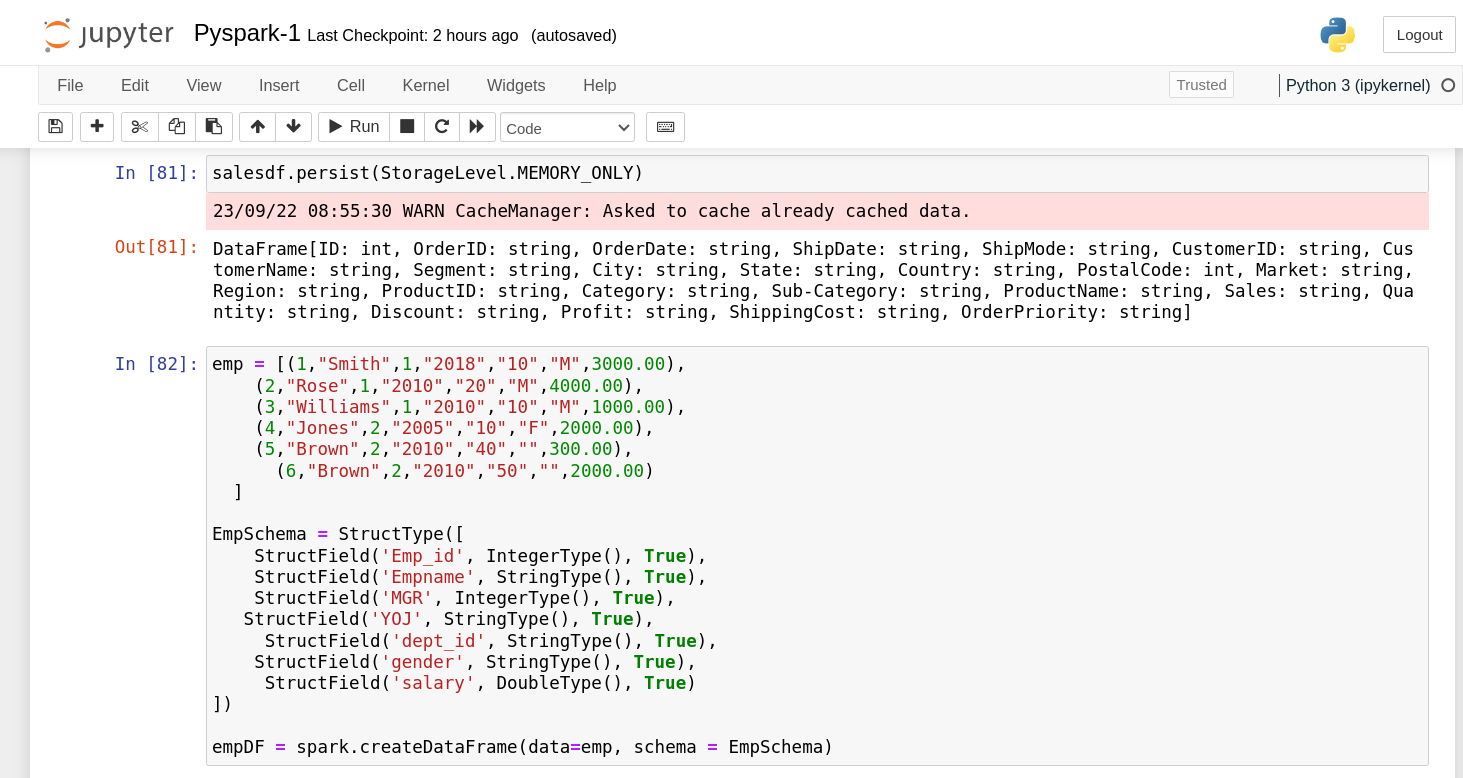 jupyter Pyspark-1 Last Checkpoint: 2 hours ago (autosaved) Logout
File Edit View Insert Cell Kernel Widgets Help Trusted Python 3 (ipykernel)
Run Code
In [81]: salesdf.persist(StorageLevel.MEMORY_ONLY)
23/09/22 08:55:30 WARN CacheManager: Asked to cache already cached data.
Out[81]: DataFrame[ID: int, OrderID: string, OrderDate: string, ShipDate: string, ShipMode: string, CustomerID: string, Cus
tomerName: string, Segment: string, City: string, State: string, Country: string, PostalCode: int, Market: string,
Region: string, ProductID: string, Category: string, Sub-Category: string, ProductName: string, Sales: string, Qua
ntity: string, Discount: string, Profit: string, ShippingCost: string, OrderPriority: string]
In [82]: emp = [(1,"Smith",1,"2018","10","M",3000.00),
    (2,"Rose",1,"2010","20","M",4000.00),
    (3,"Williams",1,"2010","10","M",1000.00),
    (4,"Jones",2,"2005","10","F",2000.00),
    (5,"Brown",2,"2010","40","",300.00),
      (6,"Brown",2,"2010","50","",2000.00)
  ]
EmpSchema = StructType([
    StructField('Emp_id', IntegerType(), True),
    StructField('Empname', StringType(), True),
    StructField('MGR', IntegerType(), True),
   StructField('YOJ', StringType(), True),
     StructField('dept_id', StringType(), True),
    StructField('gender', StringType(), True),
     StructField('salary', DoubleType(), True)
])
empDF = spark.createDataFrame(data=emp, schema = EmpSchema)